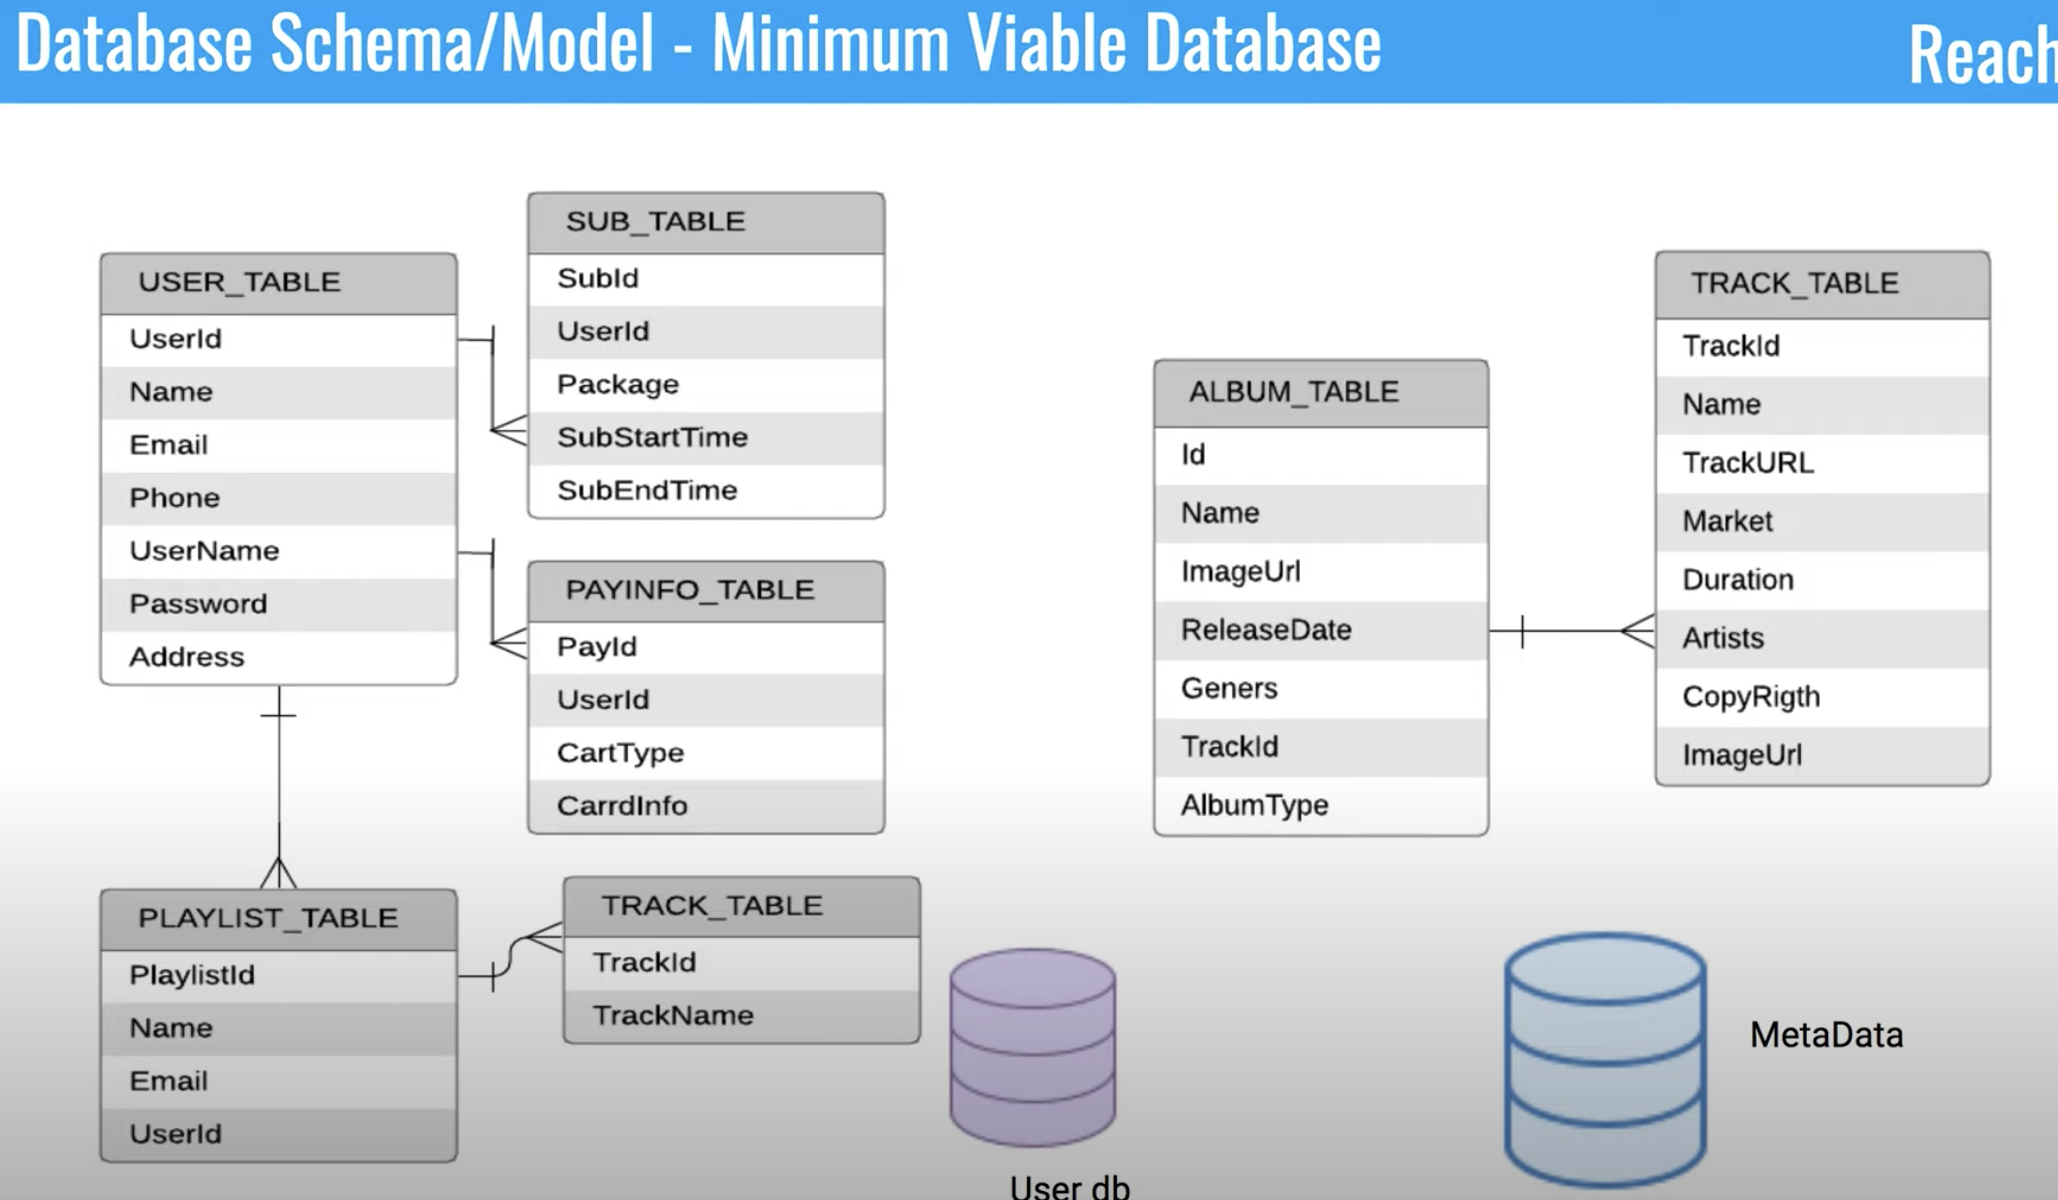 Database Schema/Model - Minimum Viable Database
Reach
USER_TABLE
UserId
Name
Email
Phone
UserName
Password
Address
SUB_TABLE
SubId
UserId
Package
SubStartTime
SubEndTime
PAYINFO_TABLE
PayId
UserId
CartType
CarrdInfo
PLAYLIST_TABLE
PlaylistId
Name
Email
UserId
TRACK_TABLE
TrackId
TrackName
User db
ALBUM_TABLE
Id
Name
ImageUrl
ReleaseDate
Geners
TrackId
AlbumType
TRACK_TABLE
TrackId
Name
TrackURL
Market
Duration
Artists
CopyRigth
ImageUrl
MetaData